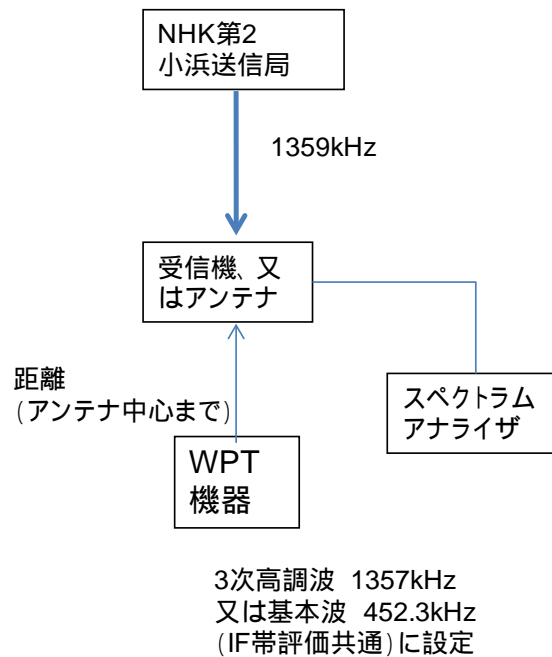 NHK第2
小浜送信局
1359kHz
受信機、又
はアンテナ
距離
(アンテナ中心まで)
スペクトラム
アナライザ
WPT
機器
3次高調波 1357kHz
又は基本波 452.3kHz
(IF帯評価共通)に設定